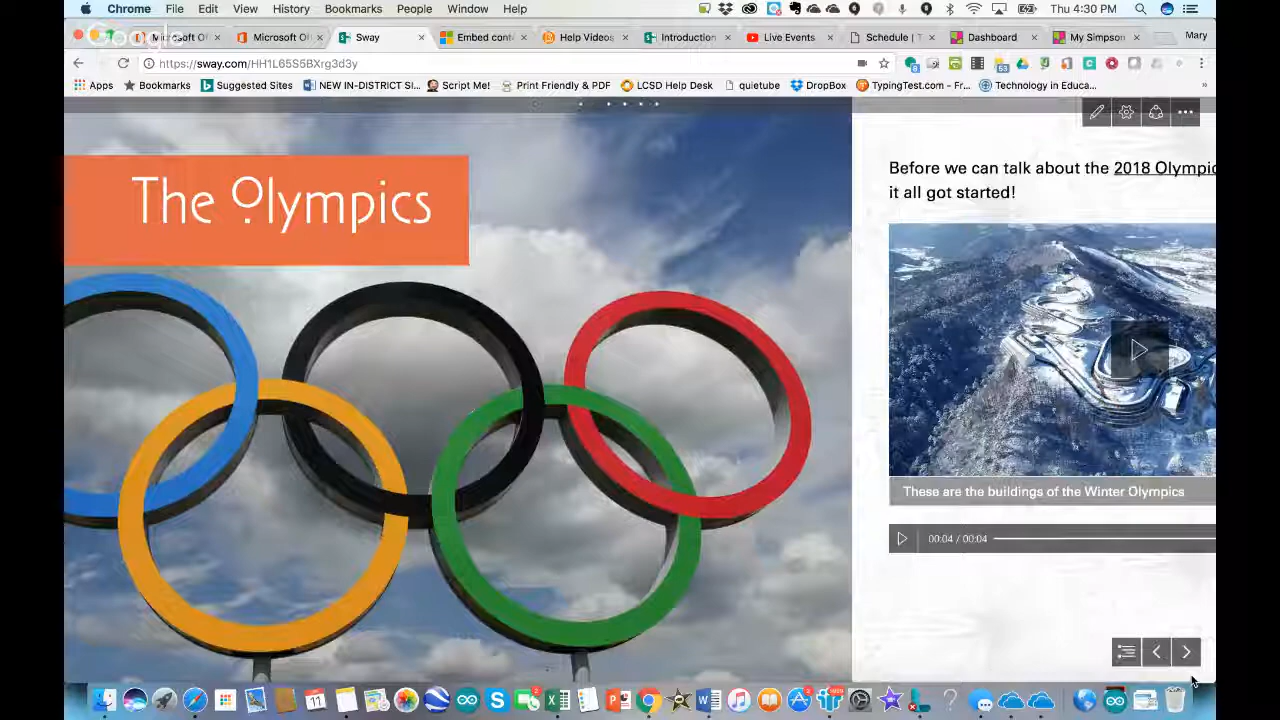 Chrome File Edit View History Bookmarks People Window Help Thu 4:30 PM
Google
Microsoft Of Microsoft O Sway Embed cont Help Videos Introduction Live Events Schedule | T Dashboard My Simpson Mary
https://sway.com/HH1L65S5BXrg3d3y
Apps Bookmarks Suggested Sites NEW IN-DISTRICT SI... Script Me! Print Friendly & PDF LCSD Help Desk quietube DropBox TypingTest.com - Fr... Technology in Educa...
The Olympics
Before we can talk about the 2018 Olympic
it all got started!
These are the buildings of the Winter Olympics
00:04 / 00:04